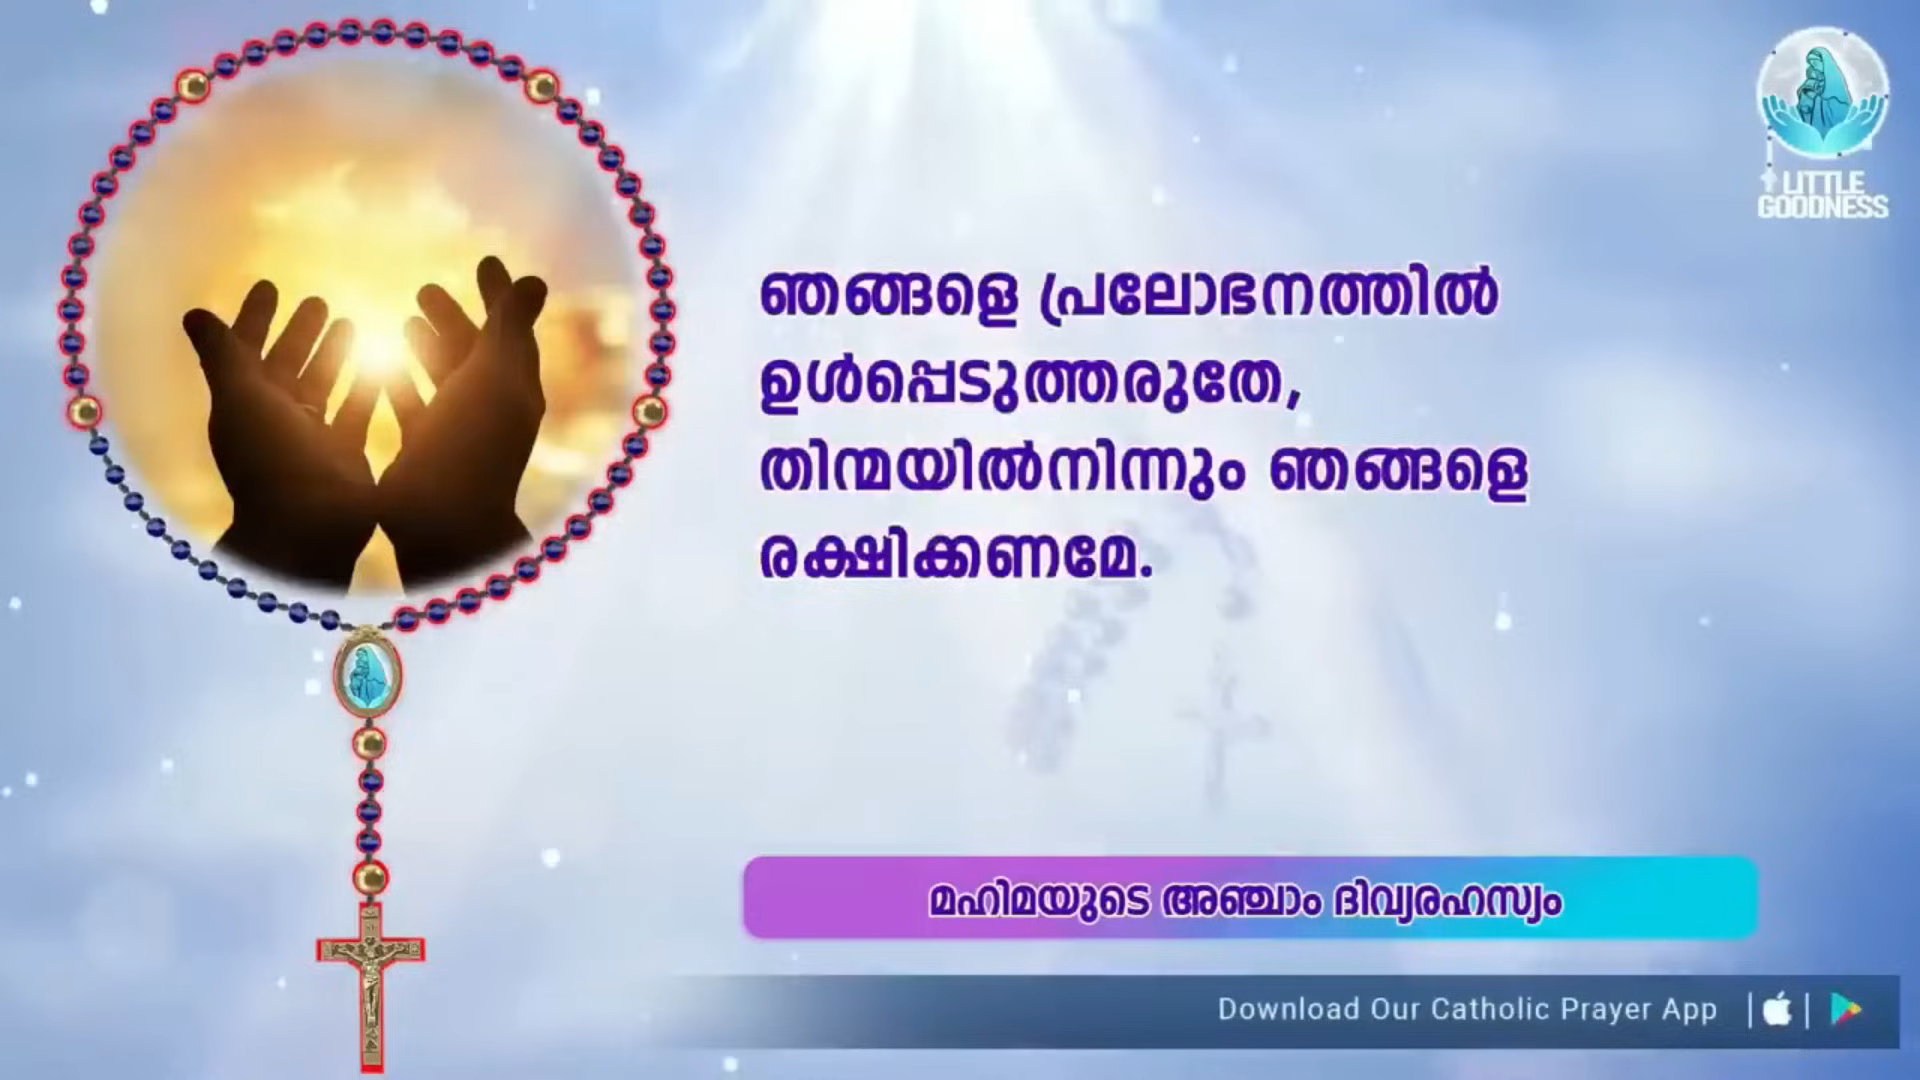 LITTLE
GOODNESS
ഞങ്ങളെ പ്രലോഭനത്തിൽ
ഉൾപ്പെടുത്തരുതേ,
തിന്മയിൽനിന്നും ഞങ്ങളെ
രക്ഷിക്കണമേ.
മഹിമയുടെ അഞ്ചാം ദിവ്യരഹസ്യം
Download Our Catholic Prayer App